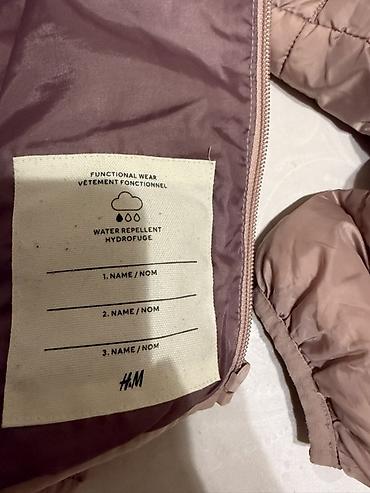 FUNCTIONAL WEAR
VÊTEMENT FONCTIONNEL
WATER REPELLENT
HYDROFUGE
1. NAME / NOM
2. NAME / NOM
3. NAME / NOM
H&M